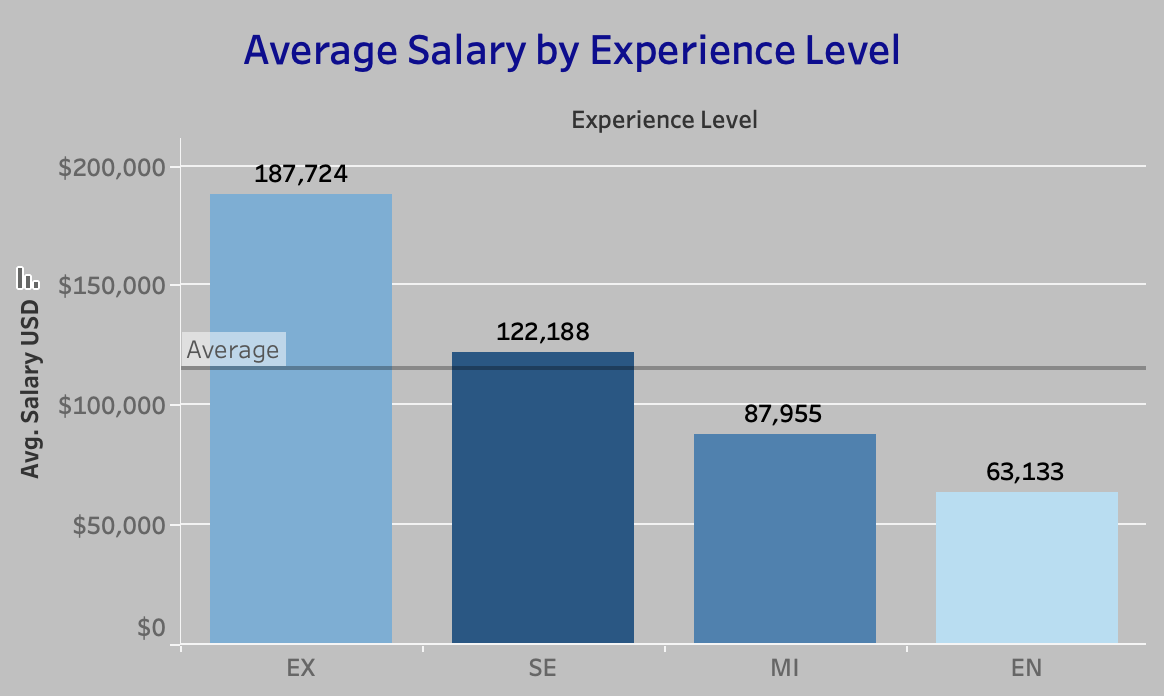 Average Salary by Experience Level
Experience Level
$200,000
$150,000
$100,000
$50,000
$0
Avg. Salary USD
187,724
122,188
87,955
63,133
Average
EX
SE
MI
EN